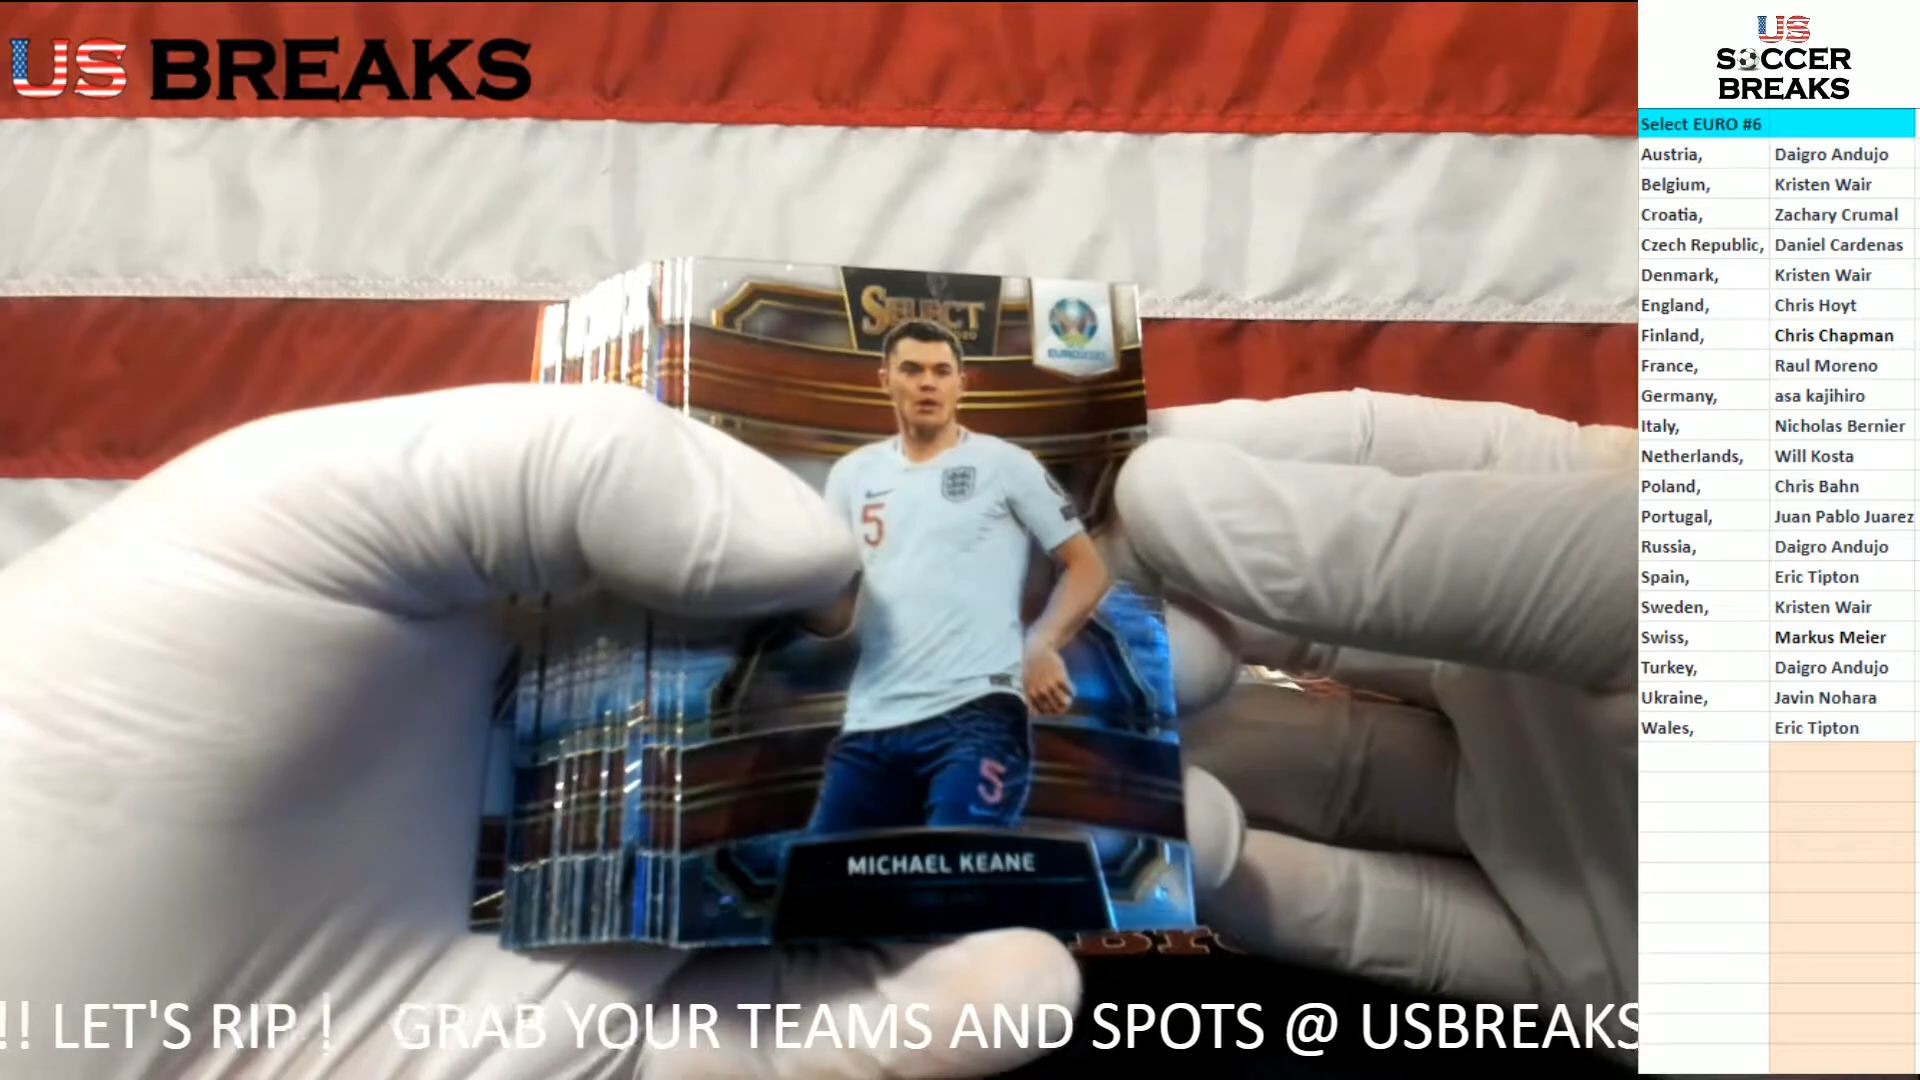 US BREAKS
US
SOCCER
BREAKS
Select EURO #6
Austria, Daigro Andujo
Belgium, Kristen Wair
Croatia, Zachary Crumal
Czech Republic, Daniel Cardenas
Denmark, Kristen Wair
England, Chris Hoyt
Finland, Chris Chapman
France, Raul Moreno
Germany, asa kajihiro
Italy, Nicholas Bernier
Netherlands, Will Kosta
Poland, Chris Bahn
Portugal, Juan Pablo Juarez
Russia, Daigro Andujo
Spain, Eric Tipton
Sweden, Kristen Wair
Swiss, Markus Meier
Turkey, Daigro Andujo
Ukraine, Javin Nohara
Wales, Eric Tipton
SELECT
EURO2020
5
5
MICHAEL KEANE
!! LET'S RIP ! GRAB YOUR TEAMS AND SPOTS @ USBREAKS